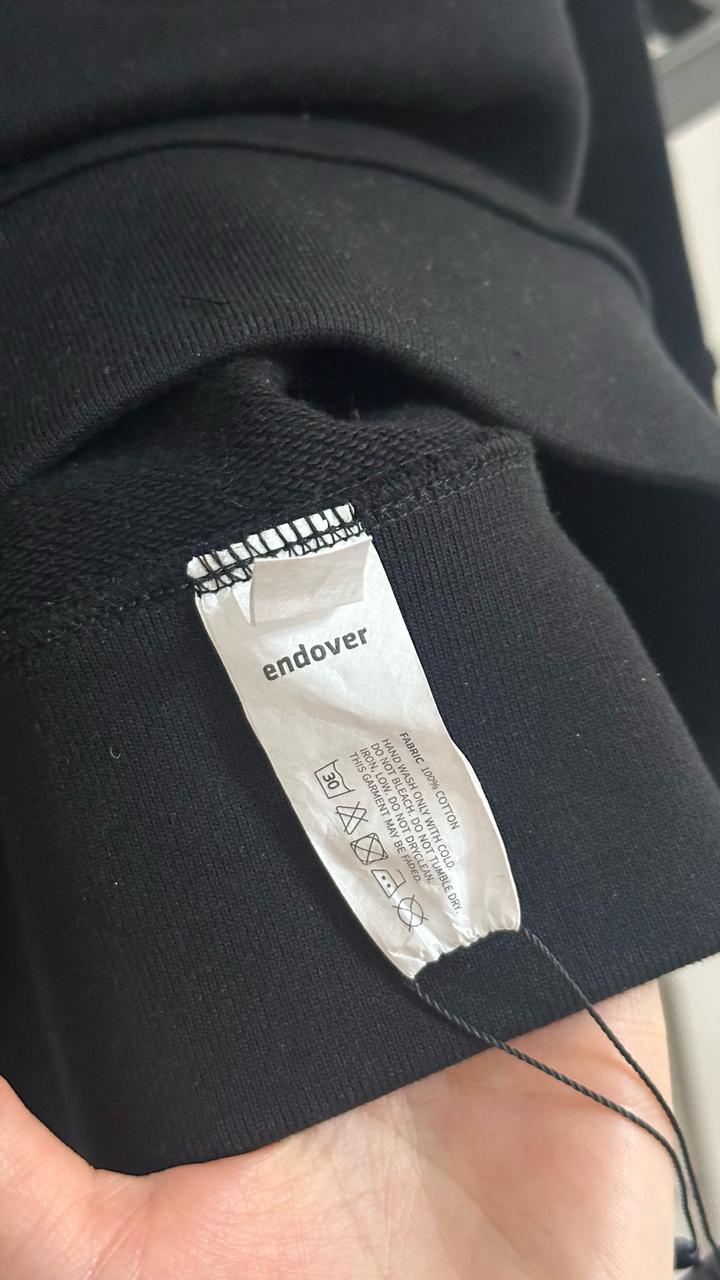 endover
FABRIC 100% COTTON
HAND WASH ONLY WITH COLD.
DO NOT BLEACH. DO NOT TUMBLE DRY.
IRON, LOW. DO NOT DRYCLEAN.
THIS GARMENT MAY BE FADED.
30